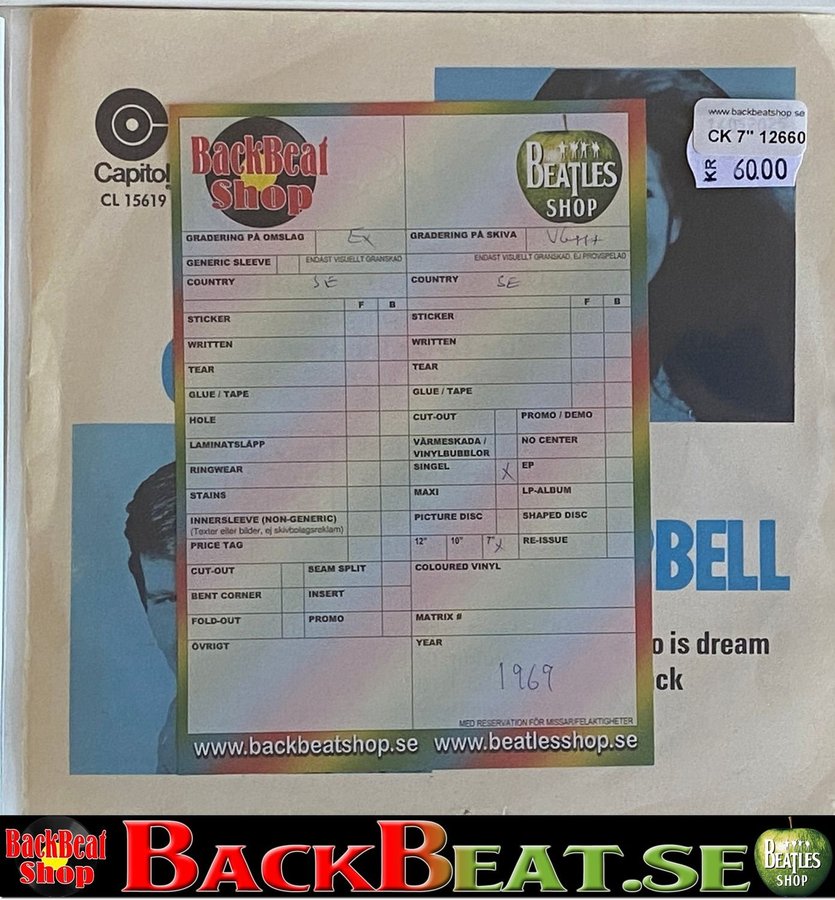 Capitol
CL 15619
www.backbeatshop.se
CK 7" 12660
KR 60.00
BackBeat
Shop
BEATLES
SHOP
GRADERING PÅ OMSLAG Ex
GRADERING PÅ SKIVA VG+++
GENERIC SLEEVE ENDAST VISUELLT GRANSKAD
ENDAST VISUELLT GRANSKAD, EJ PROVSPELAD
COUNTRY SE
COUNTRY SE
F B
F B
STICKER
STICKER
WRITTEN
WRITTEN
TEAR
TEAR
GLUE / TAPE
GLUE / TAPE
HOLE
CUT-OUT PROMO / DEMO
LAMINATSLÄPP
VÄRMESKADA /
VINYLBUBBLOR
NO CENTER
RINGWEAR
SINGEL X EP
STAINS
MAXI LP-ALBUM
INNERSLEEVE (NON-GENERIC)
(Texter eller bilder, ej skivbolagsreklam)
PICTURE DISC SHAPED DISC
PRICE TAG
12" 10" 7" X RE-ISSUE
CUT-OUT SEAM SPLIT
COLOURED VINYL
BENT CORNER INSERT
FOLD-OUT PROMO
MATRIX #
ÖVRIGT
YEAR
1969
MED RESERVATION FÖR MISSAR/FELAKTIGHETER
www.backbeatshop.se www.beatlesshop.se
BELL
o is dream
ck
BackBeat
Shop
BACKBEAT.SE
BEATLES
SHOP